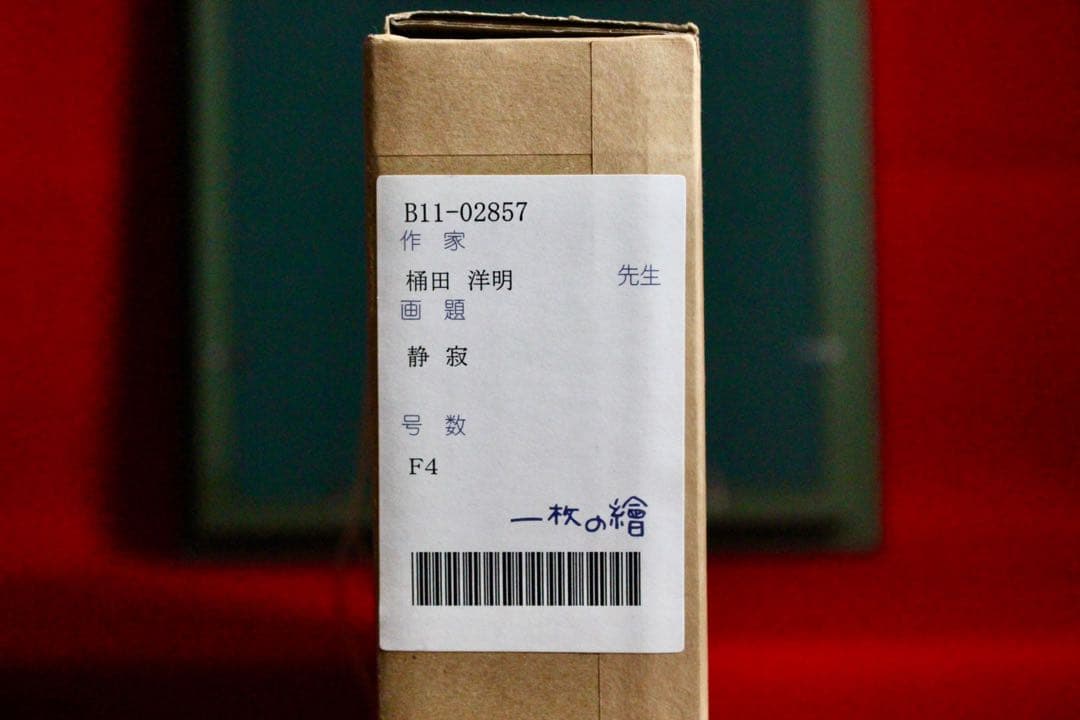 B11-02857
作 家
桶田 洋明 先生
画 題
静 寂
号 数
F4
一枚の繪